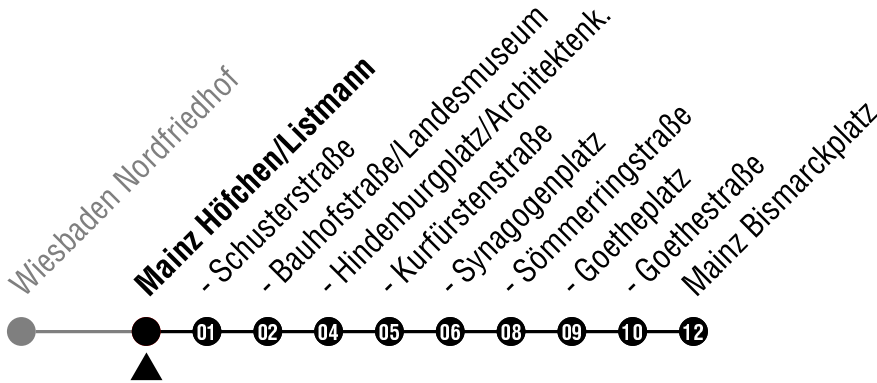 Wiesbaden Nordfriedhof
Mainz Höfchen/Listmann
- Schusterstraße
- Bauhofstraße/Landesmuseum
- Hindenburgplatz/Architektenk.
- Kurfürstenstraße
- Synagogenplatz
- Sömmerringstraße
- Goetheplatz
- Goethestraße
Mainz Bismarckplatz
01 02 04 05 06 08 09 10 12